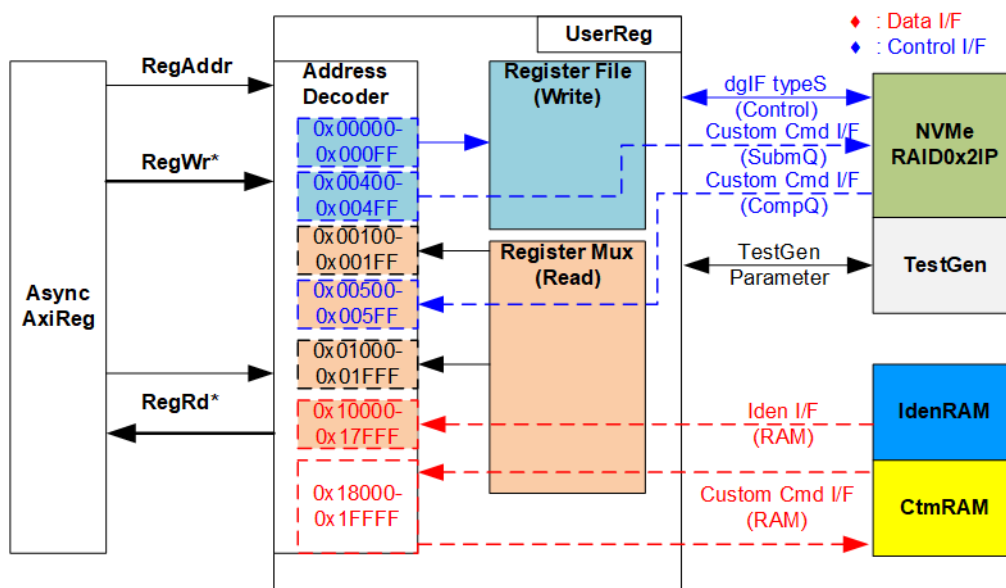 UserReg
: Data I/F
: Control I/F
RegAddr
RegWr*
Async
AxiReg
RegRd*
Address
Decoder
0x00000-
0x000FF
0x00400-
0x004FF
0x00100-
0x001FF
0x00500-
0x005FF
0x01000-
0x01FFF
0x10000-
0x17FFF
0x18000-
0x1FFFF
Register File
(Write)
Register Mux
(Read)
dgIF typeS
(Control)
Custom Cmd I/F
(SubmQ)
Custom Cmd I/F
(CompQ)
TestGen
Parameter
Iden I/F
(RAM)
Custom Cmd I/F
(RAM)
NVMe
RAID0x2IP
TestGen
IdenRAM
CtmRAM